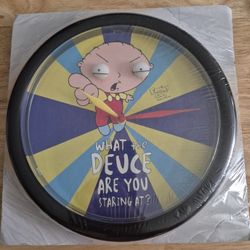 WHAT THE
DEUCE
ARE YOU
STARING AT?